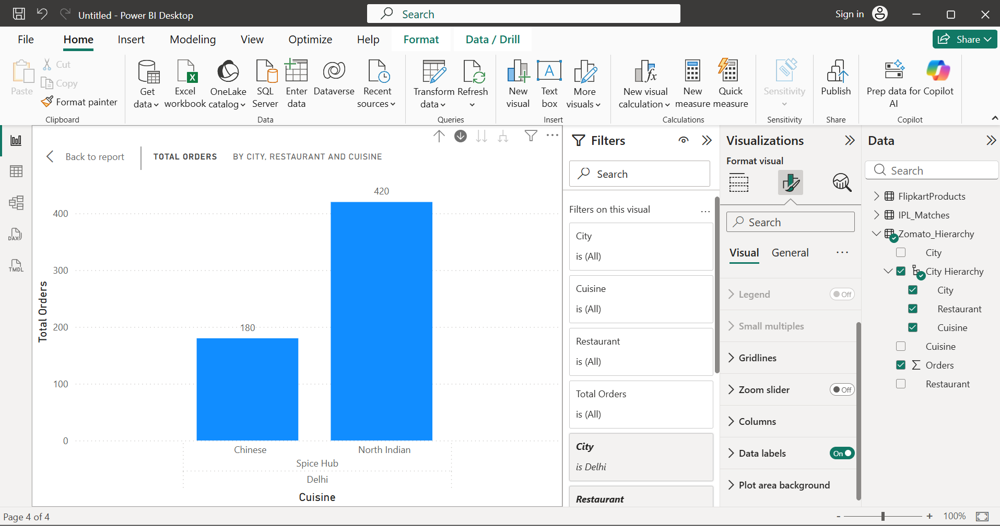 Untitled - Power BI Desktop
Search
Sign in
File
Home
Insert
Modeling
View
Optimize
Help
Format
Data / Drill
Share
Paste
Cut
Copy
Format painter
Clipboard
Get
data
Excel
workbook
OneLake
catalog
SQL
Server
Enter
data
Dataverse
Recent
sources
Data
Transform
data
Refresh
Queries
New
visual
Text
box
More
visuals
Insert
New visual
calculation
New
measure
Quick
measure
Calculations
Sensitivity
Sensitivity
Publish
Share
Prep data for
AI
Copilot
Copilot
DAX
TMDL
Back to report
TOTAL ORDERS
BY CITY, RESTAURANT AND CUISINE
Total Orders
400
300
200
100
0
180
420
Chinese
North Indian
Spice Hub
Delhi
Cuisine
Filters
Search
Filters on this visual
City
is (All)
Cuisine
is (All)
Restaurant
is (All)
Total Orders
is (All)
City
is Delhi
Restaurant
Visualizations
Format visual
Search
Visual
General
Legend
Off
Small multiples
Gridlines
Zoom slider
Off
Columns
Data labels
On
Plot area background
Data
Search
FlipkartProducts
IPL_Matches
Zomato_Hierarchy
City
City Hierarchy
City
Restaurant
Cuisine
Cuisine
Orders
Restaurant
Page 4 of 4
- + 100%